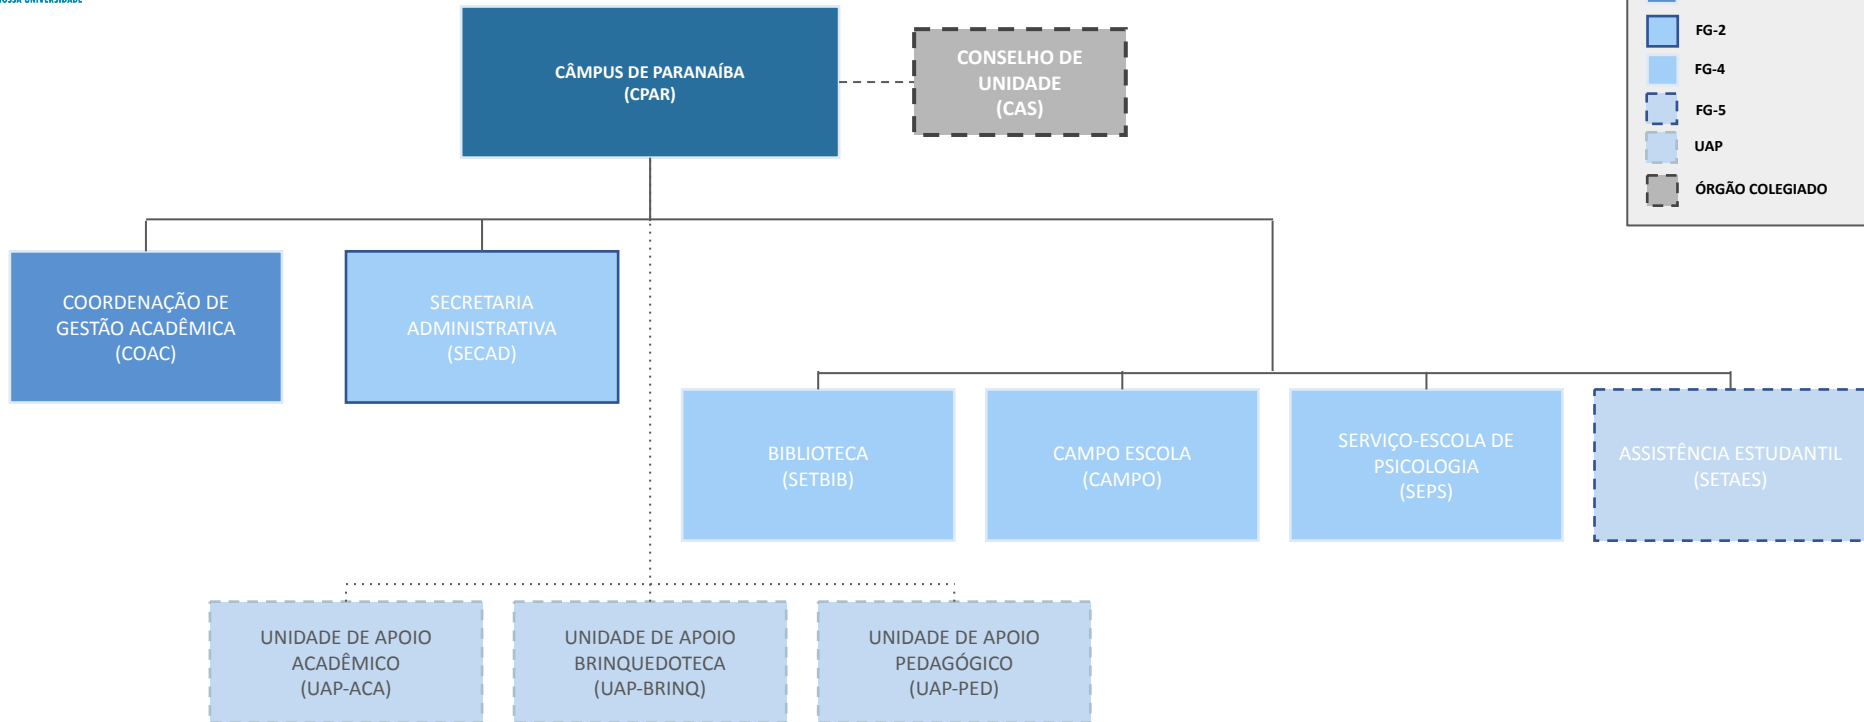 NOSSA UNIVERSIDADE
CÂMPUS DE PARANAÍBA
(CPAR)
CONSELHO DE
UNIDADE
(CAS)
FG-2
FG-4
FG-5
UAP
ÓRGÃO COLEGIADO
COORDENAÇÃO DE
GESTÃO ACADÊMICA
(COAC)
SECRETARIA
ADMINISTRATIVA
(SECAD)
BIBLIOTECA
(SETBIB)
CAMPO ESCOLA
(CAMPO)
SERVIÇO-ESCOLA DE
PSICOLOGIA
(SEPS)
ASSISTÊNCIA ESTUDANTIL
(SETAES)
UNIDADE DE APOIO
ACADÊMICO
(UAP-ACA)
UNIDADE DE APOIO
BRINQUEDOTECA
(UAP-BRINQ)
UNIDADE DE APOIO
PEDAGÓGICO
(UAP-PED)